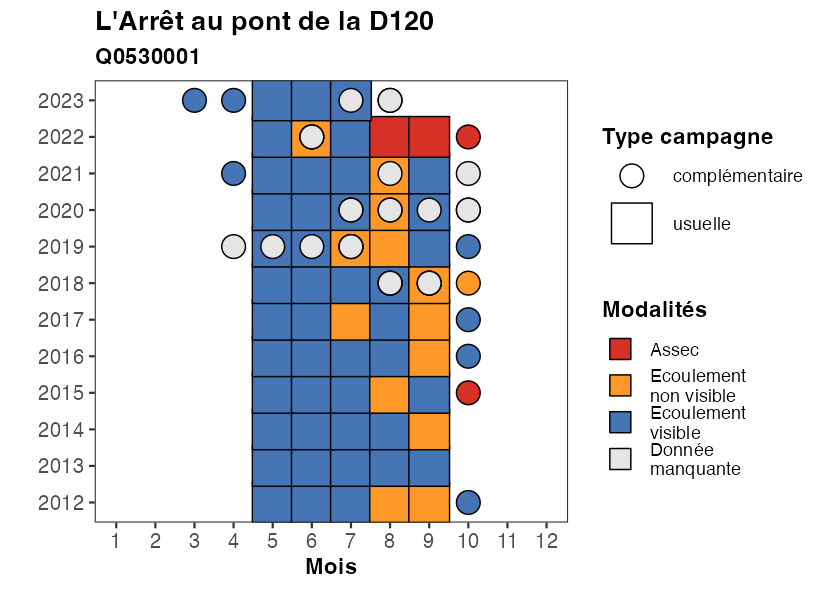 L'Arrêt au pont de la D120
Q0530001
2023
2022
2021
2020
2019
2018
2017
2016
2015
2014
2013
2012
1 2 3 4 5 6 7 8 9 10 11 12
Mois
Type campagne
complémentaire
usuelle
Modalités
Assec
Ecoulement
non visible
Ecoulement
visible
Donnée
manquante